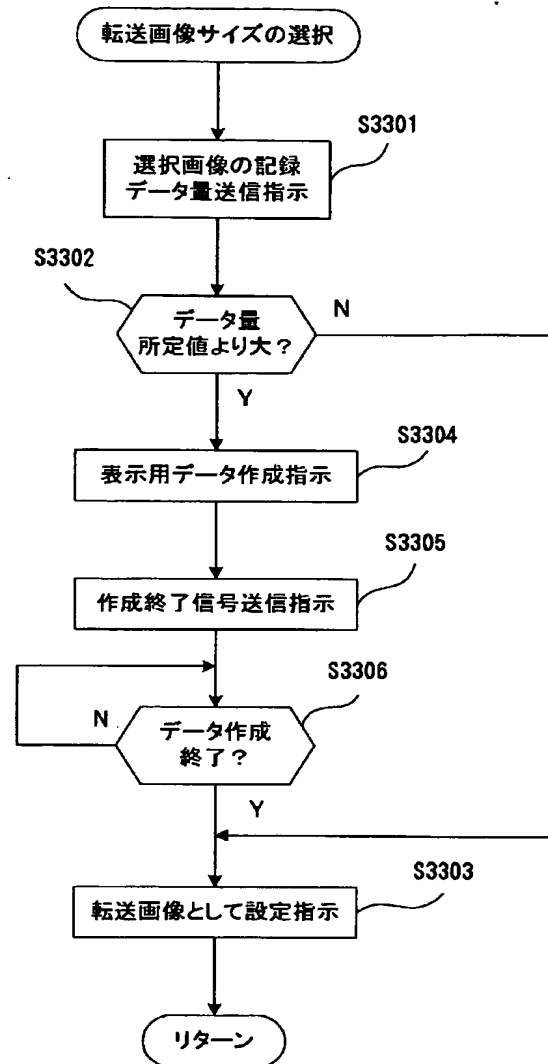 転送画像サイズの選択
S3301
選択画像の記録
データ量送信指示
S3302
データ量
所定値より大？
N
Y
S3304
表示用データ作成指示
S3305
作成終了信号送信指示
S3306
データ作成
終了？
N
Y
S3303
転送画像として設定指示
リターン